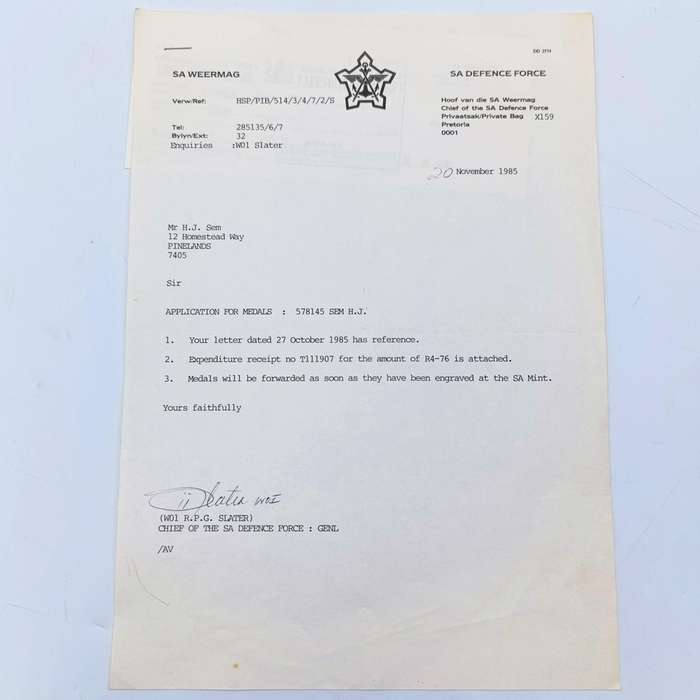 DD 2174
SA WEERMAG
SA DEFENCE FORCE
Verw/Ref: HSP/PIB/514/3/4/7/2/S
Hoof van die SA Weermag
Chief of the SA Defence Force
Privaatsak/Private Bag X159
Pretoria
0001
Tel: 285135/6/7
Bylyn/Ext: 32
Enquiries :WO1 Slater
20 November 1985
Mr H.J. Sem
12 Homestead Way
PINELANDS
7405
Sir
APPLICATION FOR MEDALS : 578145 SEM H.J.
1. Your letter dated 27 October 1985 has reference.
2. Expenditure receipt no T111907 for the amount of R4-76 is attached.
3. Medals will be forwarded as soon as they have been engraved at the SA Mint.
Yours faithfully
Slater WOI
(WO1 R.P.G. SLATER)
CHIEF OF THE SA DEFENCE FORCE : GENL
/AV